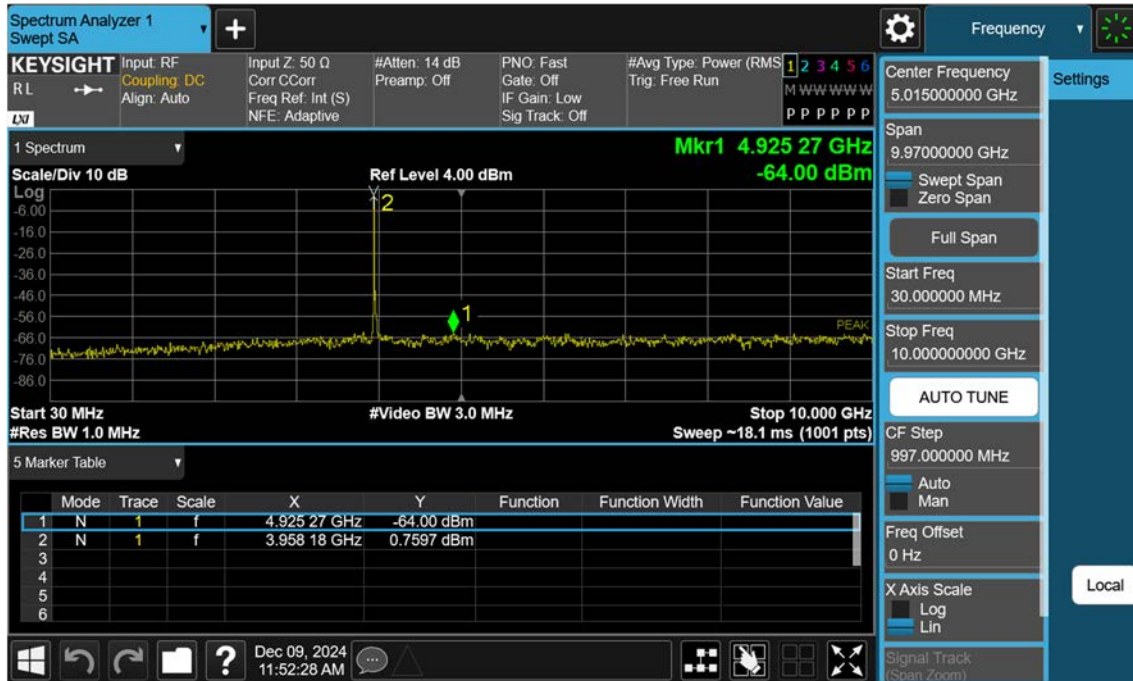 Spectrum Analyzer 1
Swept SA
+
Frequency
KEYSIGHT
RL
LXI
Input: RF
Coupling: DC
Align: Auto
Input Z: 50 Ω
Corr CCorr
Freq Ref: Int (S)
NFE: Adaptive
#Atten: 14 dB
Preamp: Off
PNO: Fast
Gate: Off
IF Gain: Low
Sig Track: Off
#Avg Type: Power (RMS
Trig: Free Run
1 2 3 4 5 6
M W W W W W
P P P P P P
1 Spectrum
Mkr1 4.925 27 GHz
-64.00 dBm
Scale/Div 10 dB
Ref Level 4.00 dBm
Log
-6.00
-16.0
-26.0
-36.0
-46.0
-56.0
-66.0
-76.0
-86.0
2
1
PEAK
Start 30 MHz
#Video BW 3.0 MHz
Stop 10.000 GHz
#Res BW 1.0 MHz
Sweep ~18.1 ms (1001 pts)
5 Marker Table
Mode Trace Scale X Y Function Function Width Function Value
1 N 1 f 4.925 27 GHz -64.00 dBm
2 N 1 f 3.958 18 GHz 0.7597 dBm
3
4
5
6
?
Dec 09, 2024
11:52:28 AM
Center Frequency
5.015000000 GHz
Span
9.97000000 GHz
Swept Span
Zero Span
Full Span
Start Freq
30.000000 MHz
Stop Freq
10.000000000 GHz
AUTO TUNE
CF Step
997.000000 MHz
Auto
Man
Freq Offset
0 Hz
X Axis Scale
Log
Lin
Signal Track
(Span Zoom)
Settings
Local